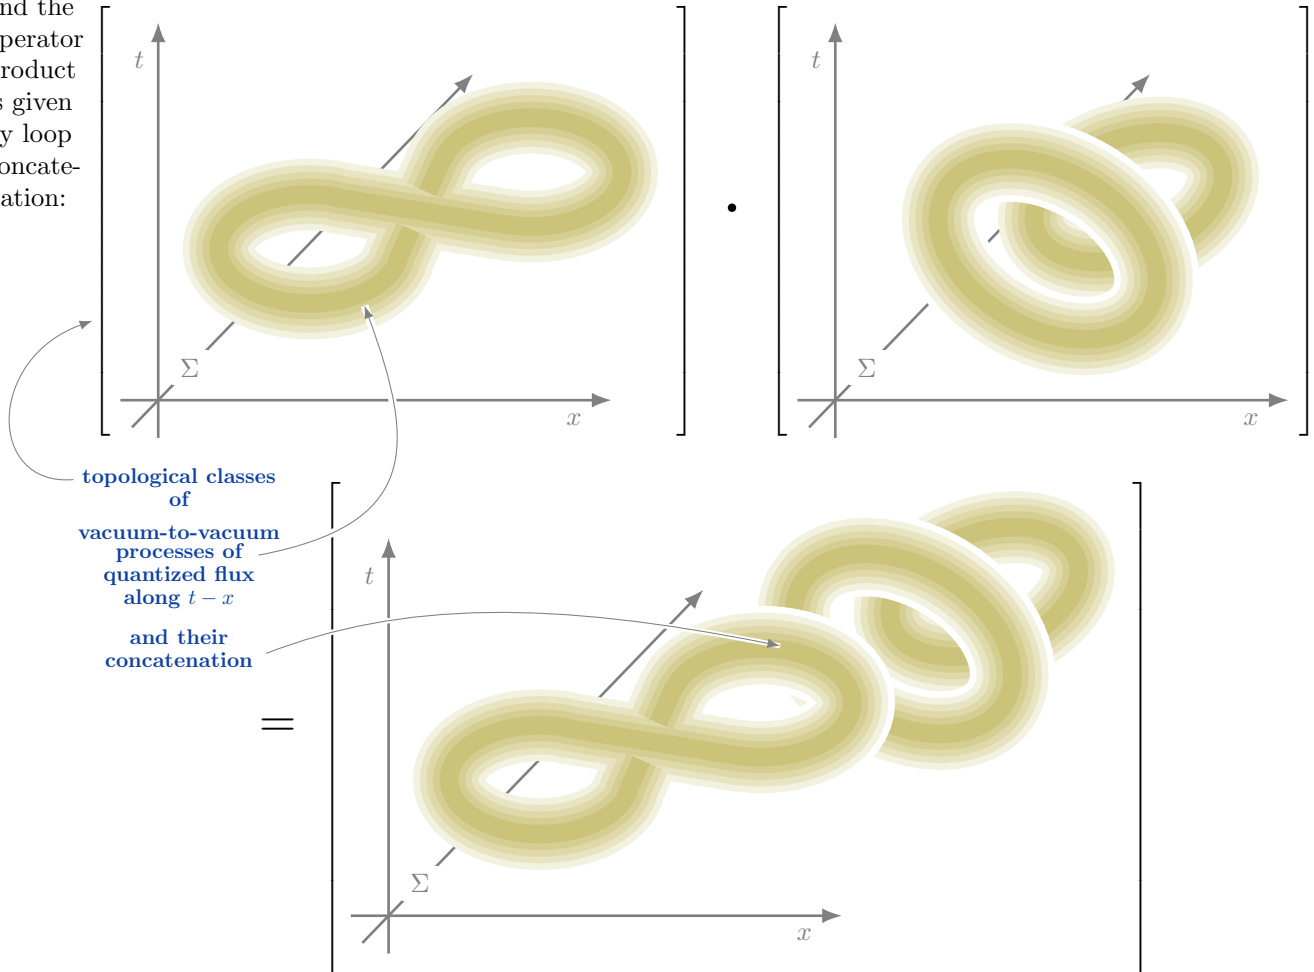 nd the
perator
roduct
s given
y loop
oncate-
ation:
t
Σ
x
·
t
Σ
x
topological classes
of
vacuum-to-vacuum
processes of
quantized flux
along t − x
and their
concatenation
=
t
Σ
x